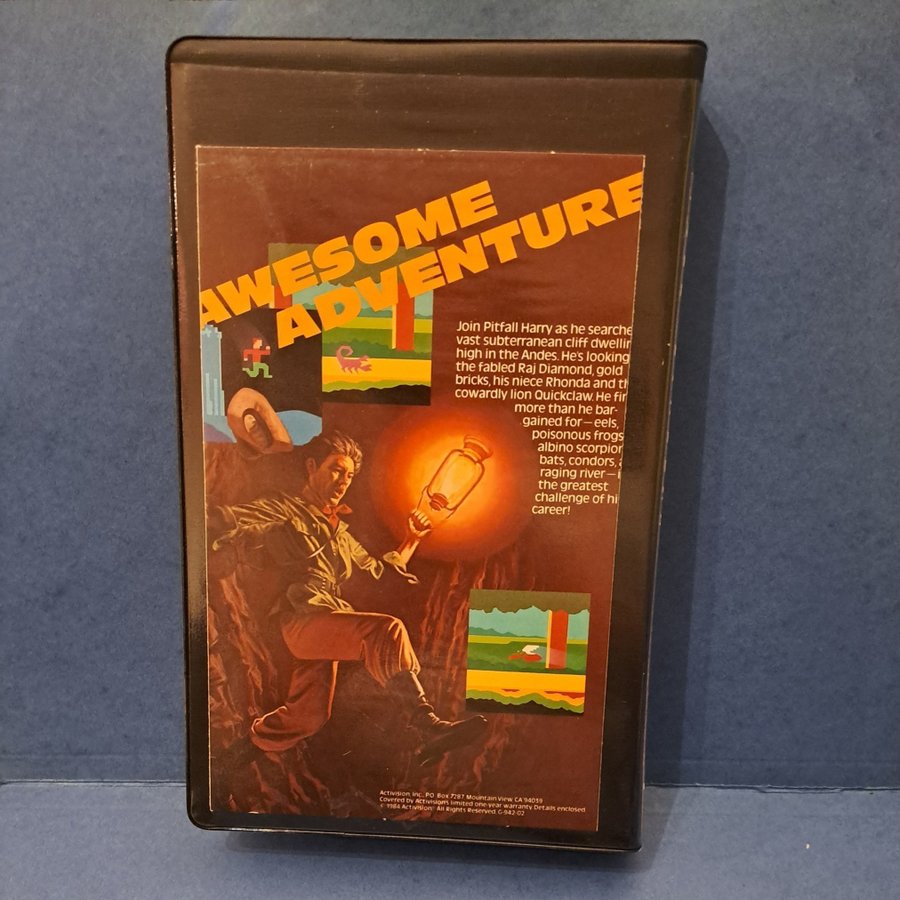 AWESOME
ADVENTURE
Join Pitfall Harry as he searche
vast subterranean cliff dwellin
high in the Andes. He's looking
the fabled Raj Diamond, gold
bricks, his niece Rhonda and th
cowardly lion Quickclaw. He fin
more than he bar-
gained for—eels,
poisonous frogs
albino scorpion
bats, condors,
raging river—
the greatest
challenge of hi
career!
Activision, Inc., P.O. Box 7287 Mountain View, CA 94039
Covered by Activision's limited one-year warranty. Details enclosed.
© 1984 Activision. All Rights Reserved. G-942-02